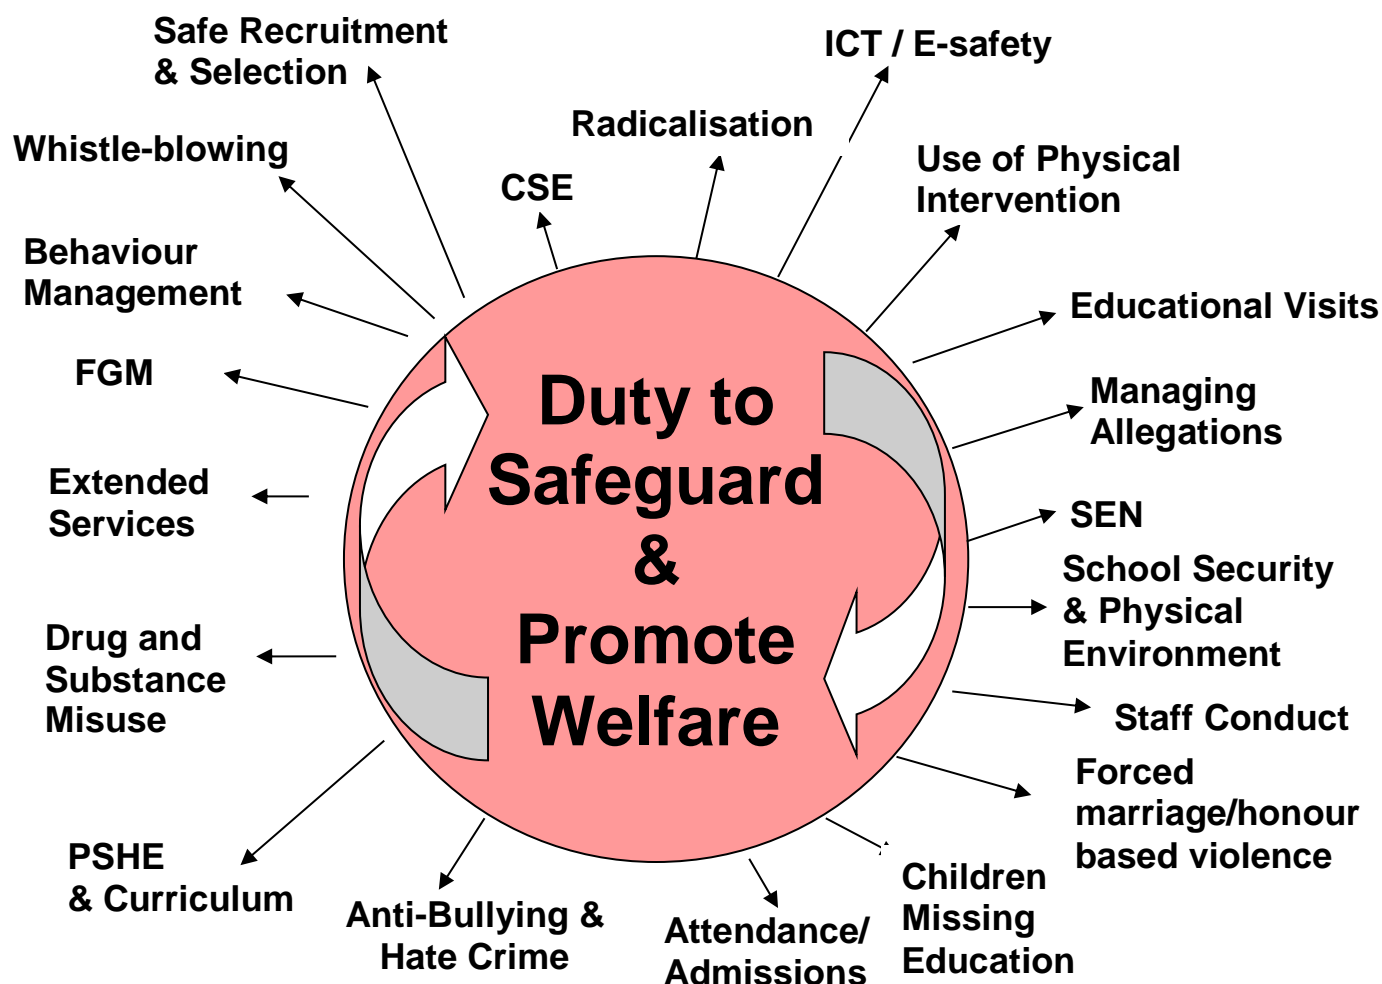 Safe Recruitment
& Selection
ICT / E-safety
Radicalisation
Whistle-blowing
Use of Physical
Intervention
CSE
Behaviour
Management
Educational Visits
FGM
Managing
Allegations
Duty to
Safeguard
&
Promote
Welfare
Extended
Services
SEN
School Security
& Physical
Environment
Drug and
Substance
Misuse
Staff Conduct
Forced
marriage/honour
based violence
PSHE
& Curriculum
Children
Missing
Education
Anti-Bullying &
Hate Crime
Attendance/
Admissions